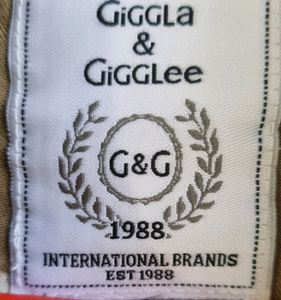 GiGGLa
&
GiGGLee
G&G
1988
INTERNATIONAL BRANDS
EST 1988